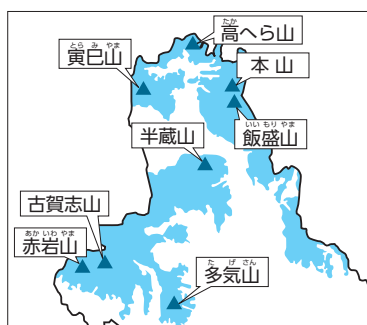 たか
高へら山
とら み やま
寅巳山
本山
いいもりやま
飯盛山
半蔵山
古賀志山
あかいわやま
赤岩山
た げ さん
多気山